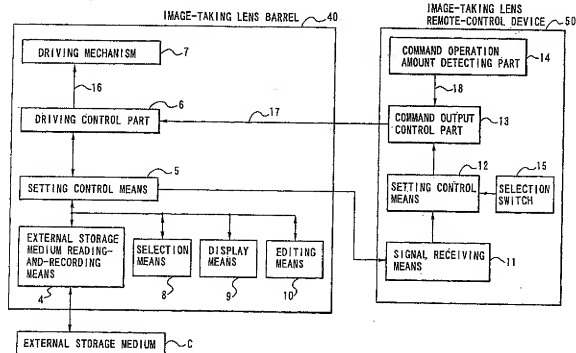 IMAGE-TAKING LENS BARREL 40
IMAGE-TAKING LENS
REMOTE-CONTROL DEVICE 50
DRIVING MECHANISM
7
16
DRIVING CONTROL PART
6
17
SETTING CONTROL MEANS
5
EXTERNAL STORAGE
MEDIUM READING-
AND-RECORDING
MEANS
4
SELECTION
MEANS
8
DISPLAY
MEANS
9
EDITING
MEANS
10
EXTERNAL STORAGE MEDIUM
C
COMMAND OPERATION
AMOUNT DETECTING PART
14
18
COMMAND OUTPUT
CONTROL PART
13
12
SETTING CONTROL
MEANS
15
SELECTION
SWITCH
SIGNAL RECEIVING
MEANS
11